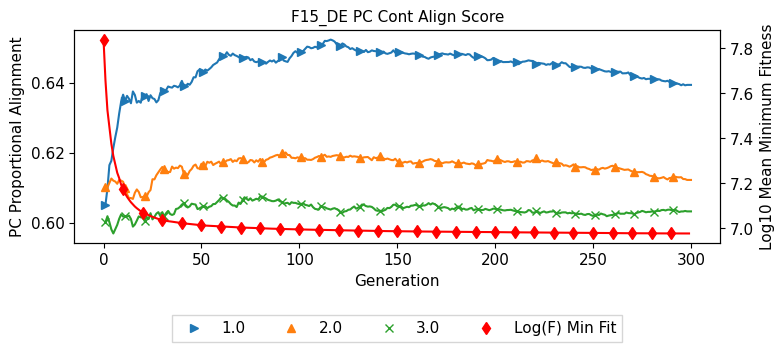 F15_DE PC Cont Align Score
PC Proportional Alignment
0.64
0.62
0.60
7.8
7.6
7.4
7.2
7.0
Log10 Mean Minimum Fitness
0 50 100 150 200 250 300
Generation
1.0 2.0 3.0 Log(F) Min Fit